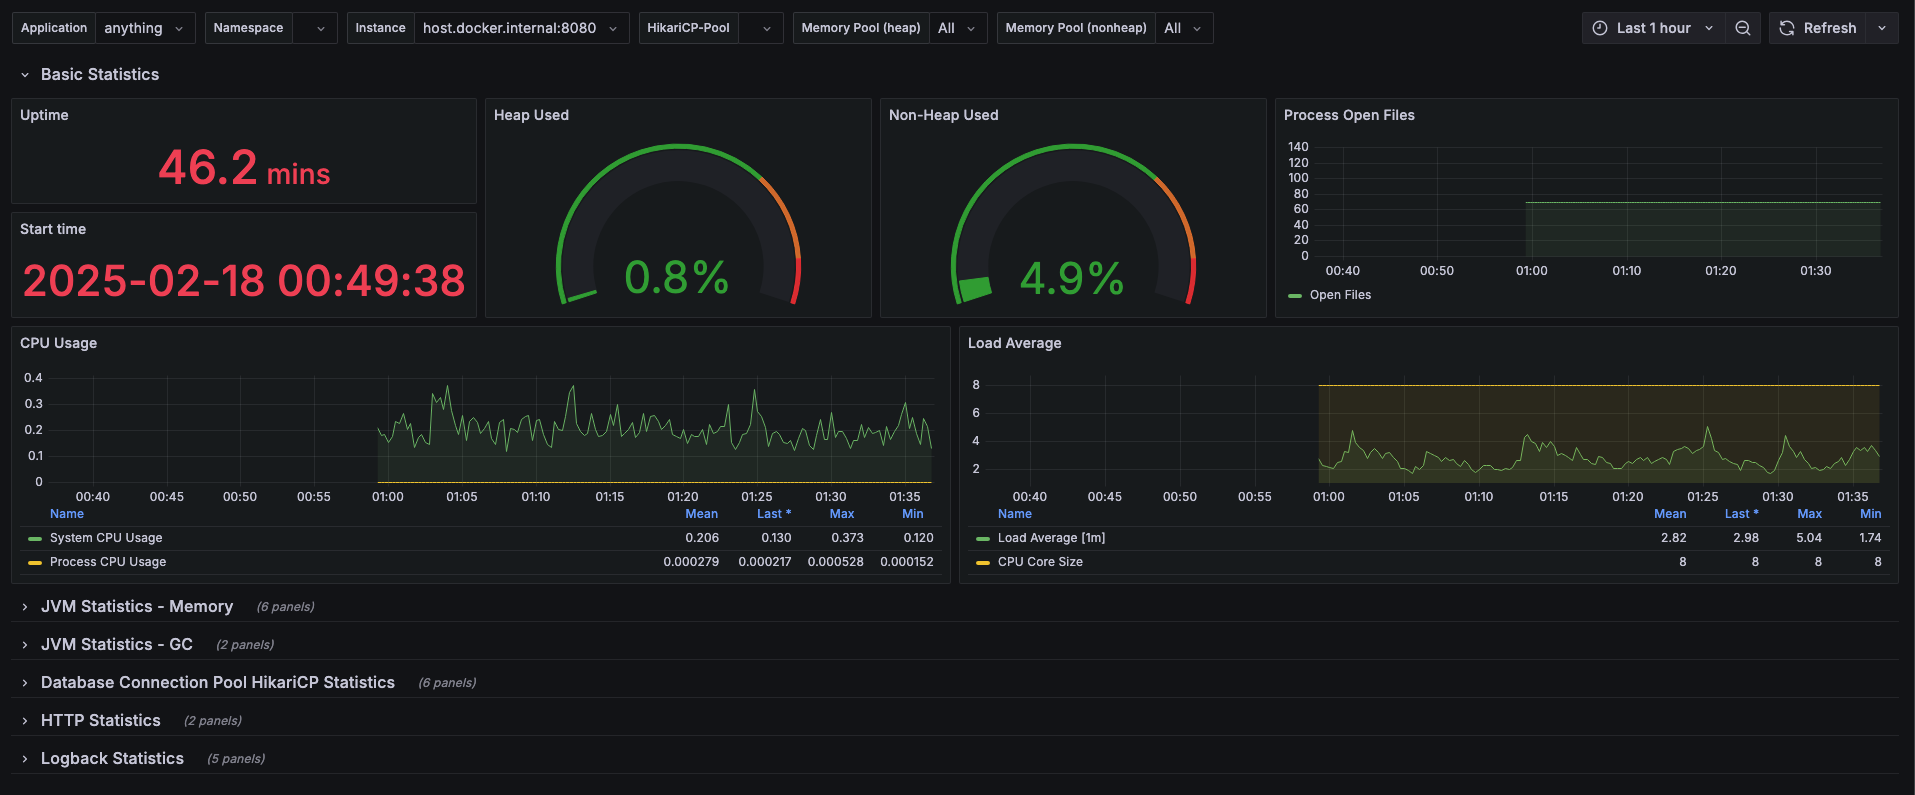 Application anything Namespace Instance host.docker.internal:8080 HikariCP-Pool Memory Pool (heap) All Memory Pool (nonheap) All Last 1 hour Refresh
Basic Statistics
Uptime
46.2 mins
Start time
2025-02-18 00:49:38
Heap Used
0.8%
Non-Heap Used
4.9%
Process Open Files
140
120
100
80
60
40
20
0
00:40 00:50 01:00 01:10 01:20 01:30
Open Files
CPU Usage
0.4
0.3
0.2
0.1
0
00:40 00:45 00:50 00:55 01:00 01:05 01:10 01:15 01:20 01:25 01:30 01:35
Name Mean Last * Max Min
System CPU Usage 0.206 0.130 0.373 0.120
Process CPU Usage 0.000279 0.000217 0.000528 0.000152
Load Average
8
6
4
2
00:40 00:45 00:50 00:55 01:00 01:05 01:10 01:15 01:20 01:25 01:30 01:35
Name Mean Last * Max Min
Load Average [1m] 2.82 2.98 5.04 1.74
CPU Core Size 8 8 8 8
JVM Statistics - Memory (6 panels)
JVM Statistics - GC (2 panels)
Database Connection Pool HikariCP Statistics (6 panels)
HTTP Statistics (2 panels)
Logback Statistics (5 panels)